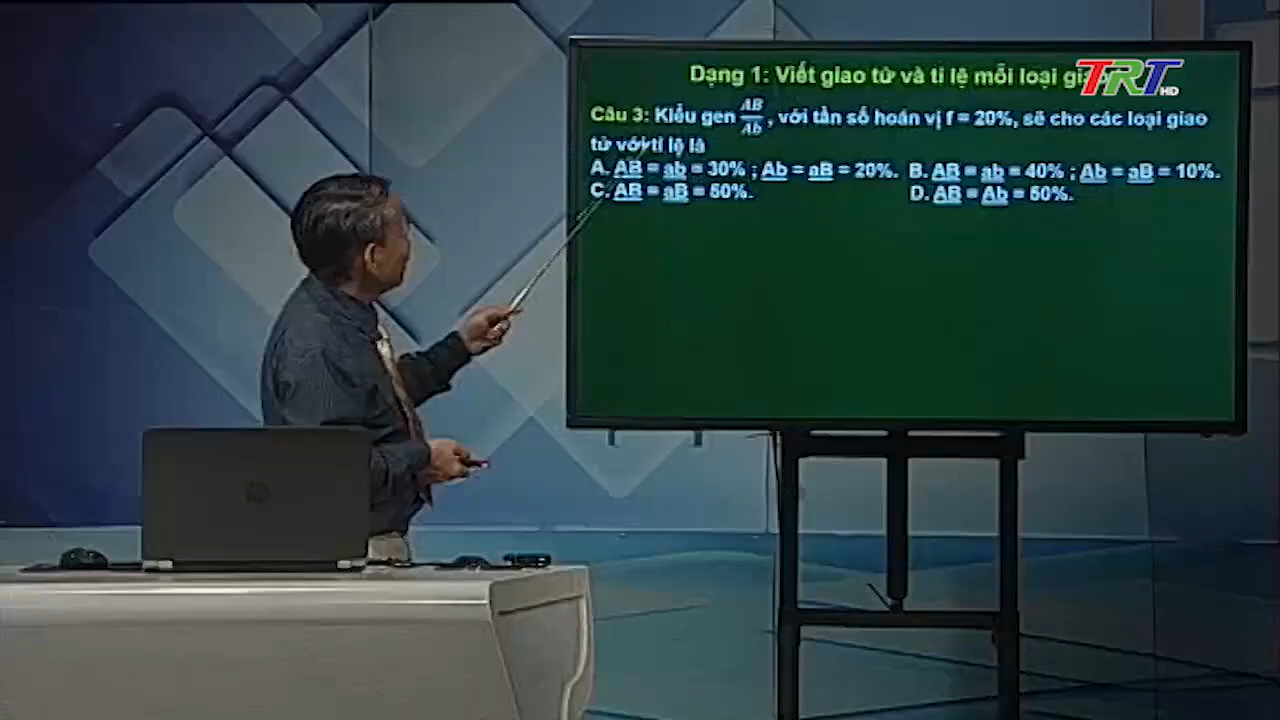 Dạng 1: Viết giao tử và tỉ lệ mỗi loại
TRT HD
Câu 3: Kiểu gen AB/Ab, với tần số hoán vị f = 20%, sẽ cho các loại giao
tử với tỉ lệ là
A. AB = ab = 30% ; Ab = aB = 20%. B. AB = ab = 40% ; Ab = aB = 10%.
C. AB = aB = 50%. D. AB = Ab = 50%.